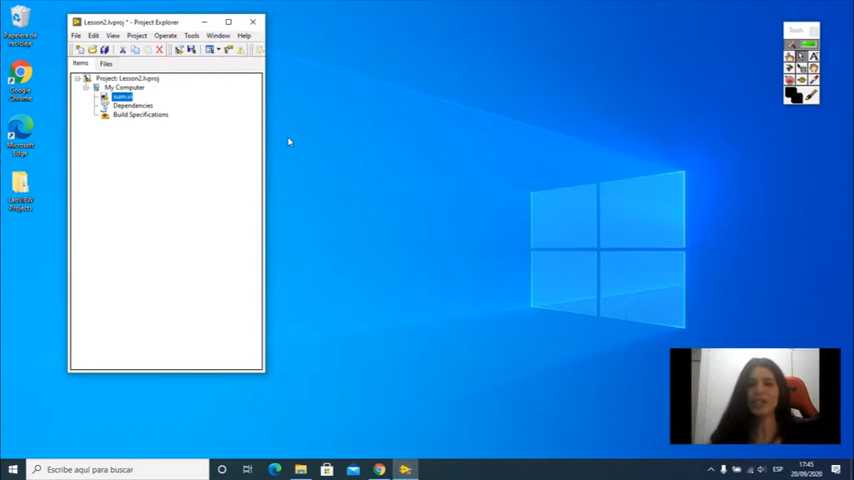 Papelera de
reciclaje
Google
Chrome
Microsoft
Edge
LabVIEW
Projects
Lesson2.lvproj * - Project Explorer
File Edit View Project Operate Tools Window Help
Items Files
Project: Lesson2.lvproj
My Computer
sum.vi
Dependencies
Build Specifications
Tools
Escribe aquí para buscar
ESP
17:45
20/09/2020